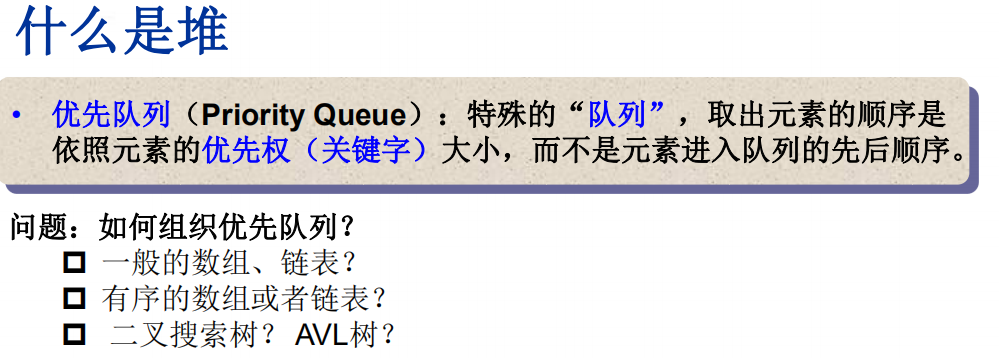 什么是堆
• 优先队列（Priority Queue）：特殊的“队列”，取出元素的顺序是
依照元素的优先权（关键字）大小，而不是元素进入队列的先后顺序。
问题：如何组织优先队列？
一般的数组、链表？
有序的数组或者链表？
二叉搜索树？ AVL树？